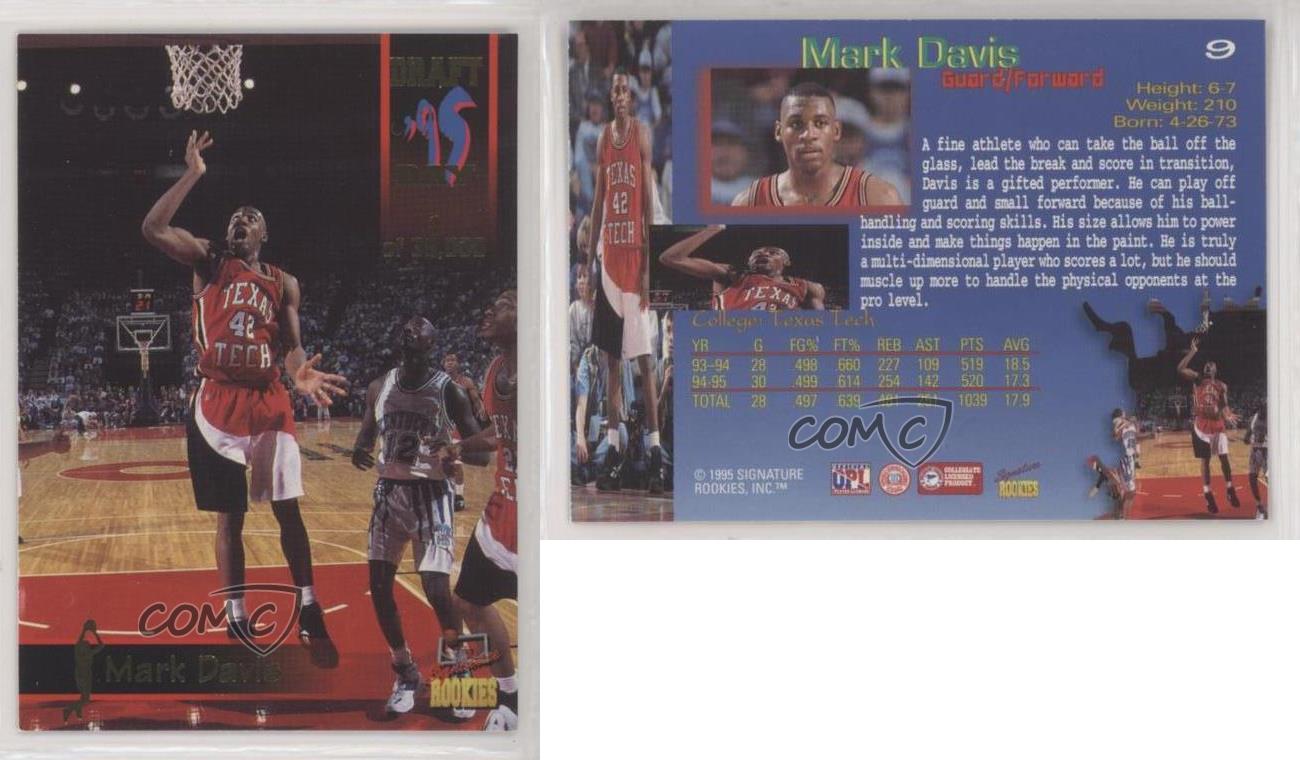 DRAFT
'95
TEXAS
42
TECH
12
COMC
Mark Davis
Signature
ROOKIES
Mark Davis
9
Guard/Forward
Height: 6-7
Weight: 210
Born: 4-26-73
TEXAS
42
TECH
A fine athlete who can take the ball off the
glass, lead the break and score in transition,
Davis is a gifted performer. He can play off
guard and small forward because of his ball-
handling and scoring skills. His size allows him to power
inside and make things happen in the paint. He is truly
a multi-dimensional player who scores a lot, but he should
muscle up more to handle the physical opponents at the
pro level.
TEXAS
College: Texas Tech
YR G FG% FT% REB AST PTS AVG
93-94 28 .498 .660 227 109 519 18.5
94-95 30 .499 .614 254 142 520 17.3
TOTAL 28 .497 .639 481 251 1039 17.9
COMC
© 1995 SIGNATURE
ROOKIES, INC.™
UPL
COLLEGIATE
LICENSED
PRODUCT
Signature
ROOKIES